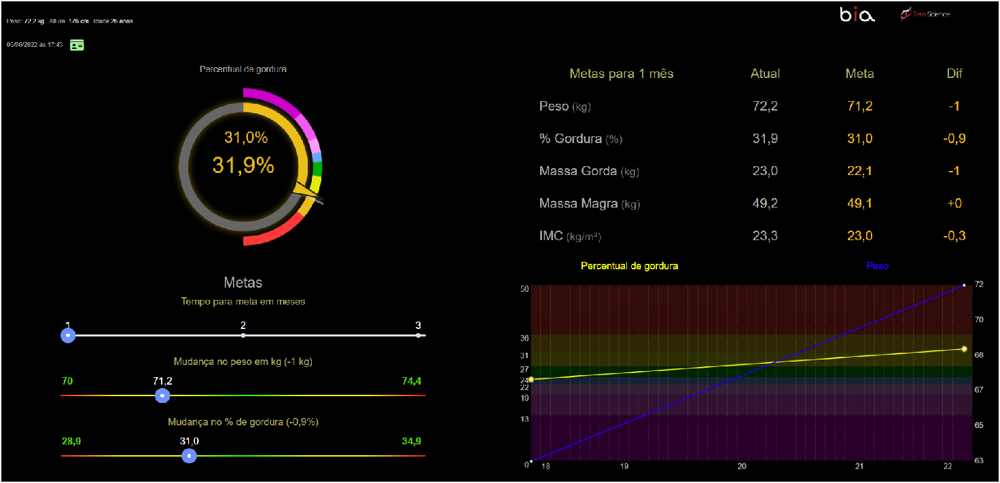 bia
Tera Science
Peso: 72.2 kg Altura: 176 cm Idade 26 anos
06/06/2022 às 17:43
Percentual de gordura
31,0%
31,9%
Metas
Tempo para meta em meses
1 2 3
Mudança no peso em kg (-1 kg)
70 71,2 74,4
Mudança no % de gordura (-0,9%)
28,9 31,0 34,9
Metas para 1 mês Atual Meta Dif
Peso (kg) 72,2 71,2 -1
% Gordura (%) 31,9 31,0 -0,9
Massa Gorda (kg) 23,0 22,1 -1
Massa Magra (kg) 49,2 49,1 +0
IMC (kg/m²) 23,3 23,0 -0,3
Percentual de gordura Peso
50 72
36 70
31 68
27
24
22 67
19
13 65
0 63
18 19 20 21 22